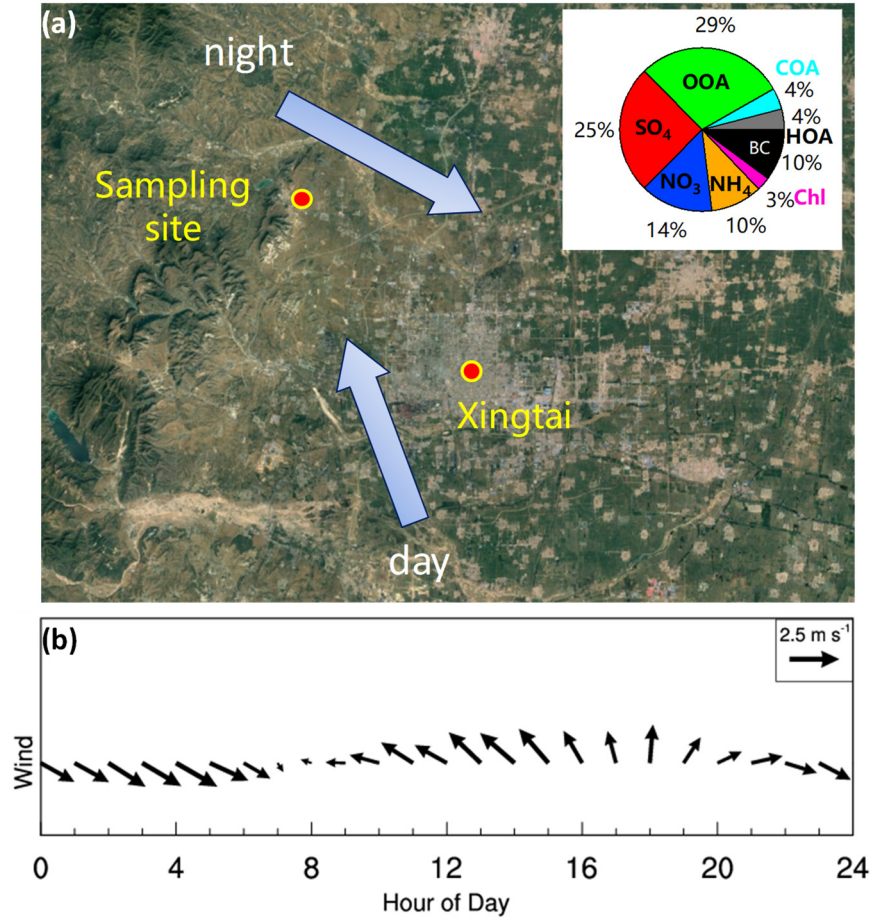 (a)
night
Sampling
site
Xingtai
day
29%
OOA
COA
4%
4%
HOA
25%
SO4
BC
10%
NO3
NH4
3%
Chl
14%
10%
(b)
2.5 m s-1
Wind
0 4 8 12 16 20 24
Hour of Day